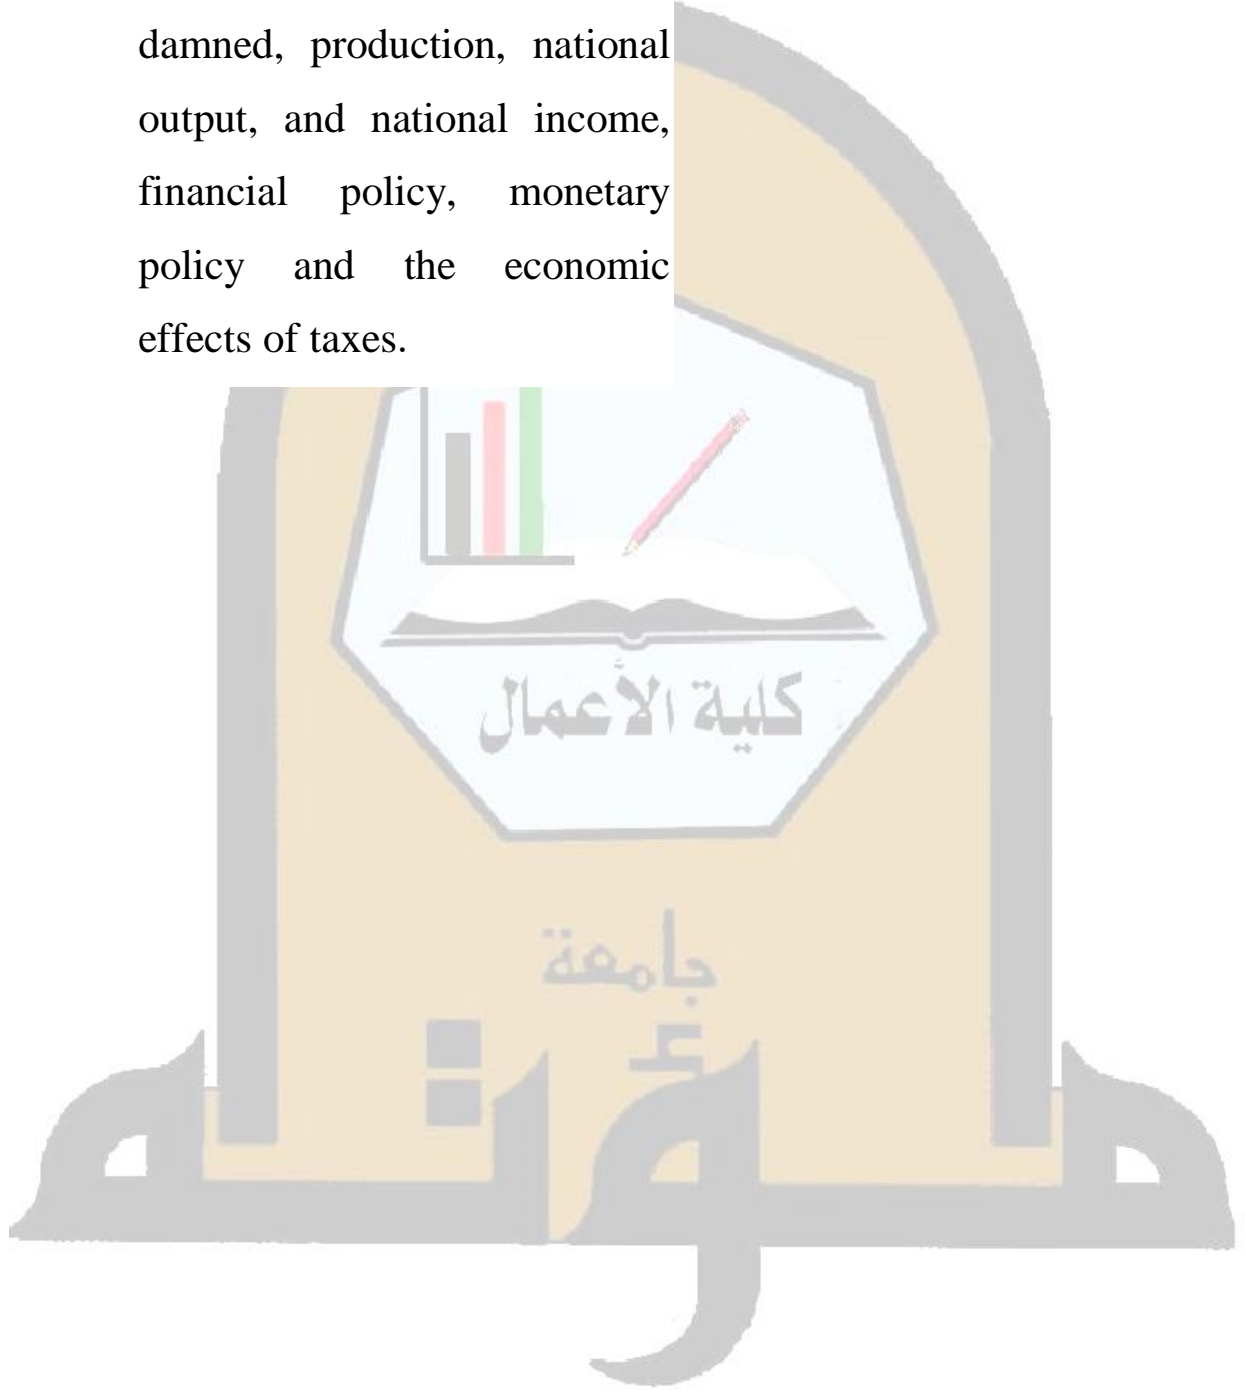 damned, production, national
output, and national income,
financial policy, monetary
policy and the economic
effects of taxes.
كلية الأعمال
جامعة
مؤتة